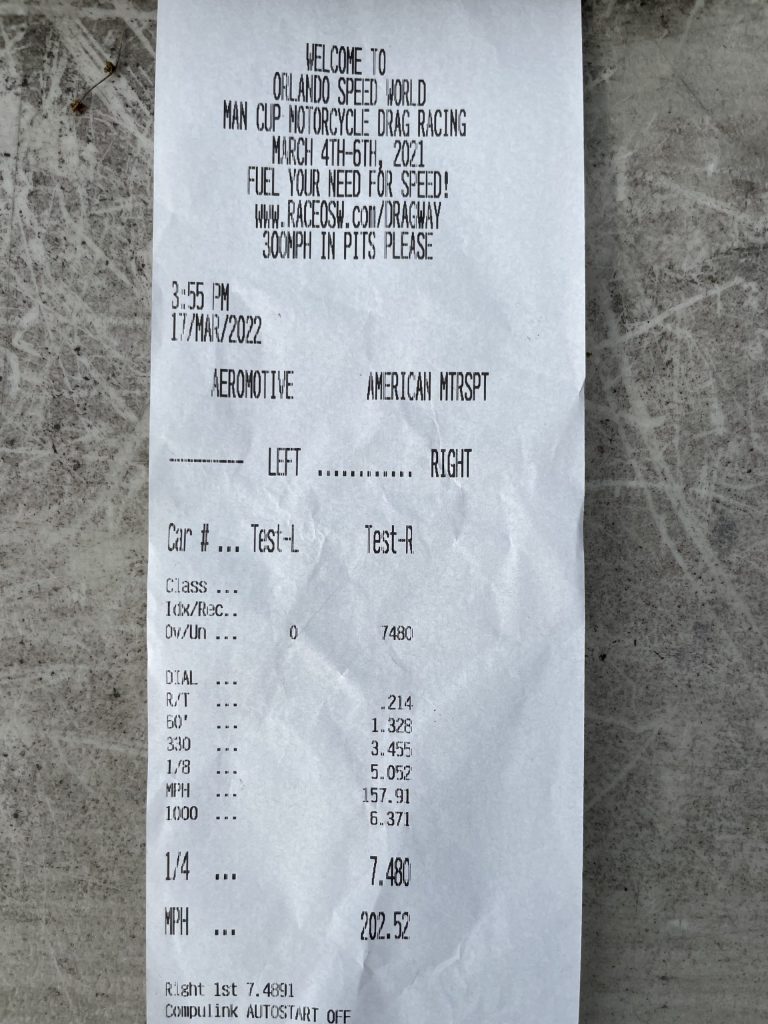 WELCOME TO
ORLANDO SPEED WORLD
MAN CUP MOTORCYCLE DRAG RACING
MARCH 4TH-6TH, 2021
FUEL YOUR NEED FOR SPEED!
WWW.RACEOSW.com/DRAGWAY
300MPH IN PITS PLEASE
3:55 PM
17/MAR/2022
AEROMOTIVE AMERICAN MTRSPT
---------- LEFT ............ RIGHT
Car # ... Test-L Test-R
Class ...
Idx/Rec..
Ov/Un ... 0 7480
DIAL ...
R/T ... .214
60' ... 1.328
330 ... 3.455
1/8 ... 5.052
MPH ... 157.91
1000 ... 6.371
1/4 ... 7.480
MPH ... 202.52
Right 1st 7.4891
Compulink AUTOSTART OFF